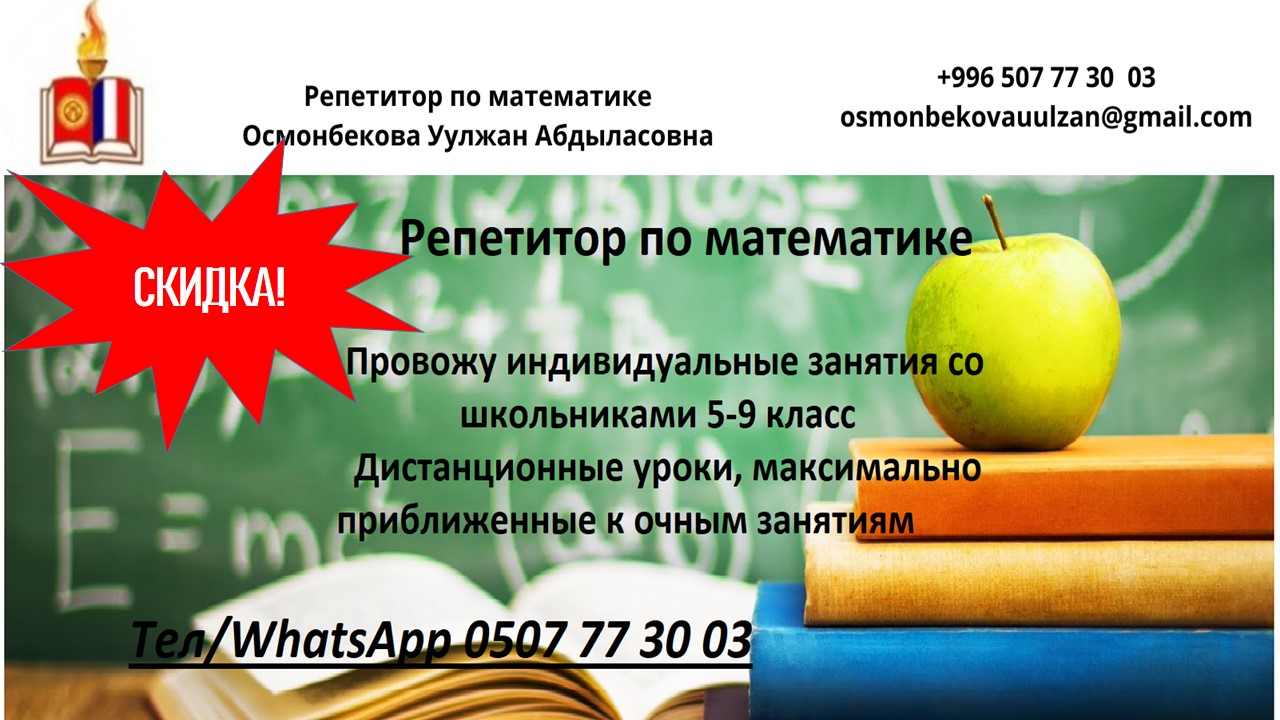 Репетитор по математике
Осмонбекова Уулжан Абдыласовна
+996 507 77 30  03
osmonbekovauulzan@gmail.com
СКИДКА!
Репетитор по математике
Провожу индивидуальные занятия со
школьниками 5-9 класс
Дистанционные уроки, максимально
приближенные к очным занятиям
Тел/WhatsApp 0507 77 30 03